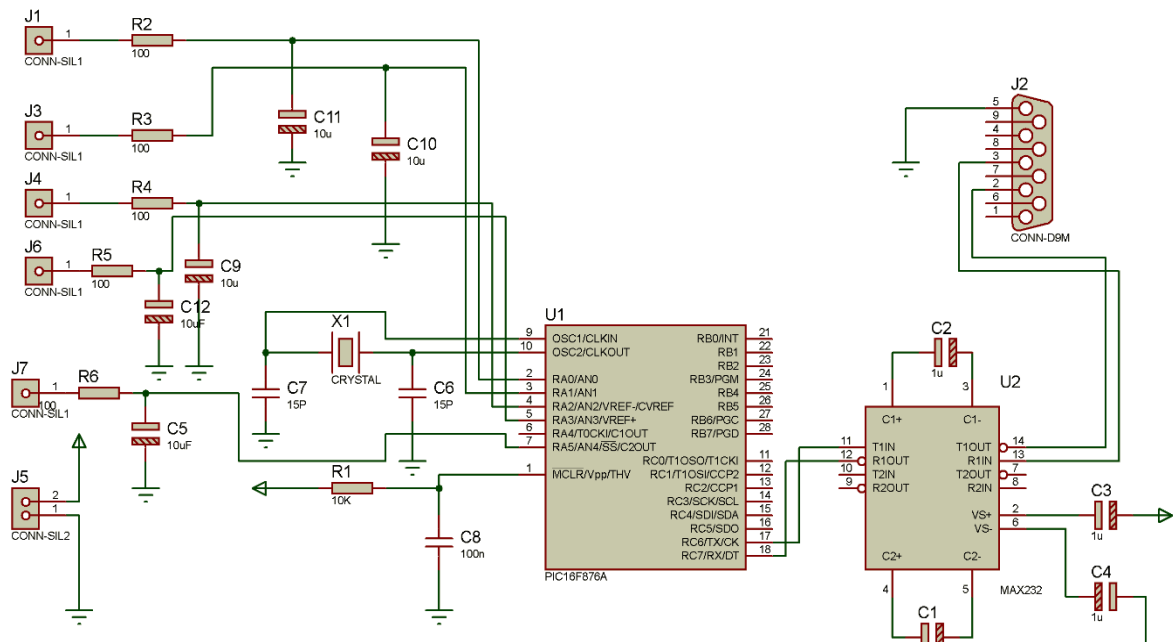 J1
1
CONN-SIL1
R2
100
C11
10u
J3
1
CONN-SIL1
R3
100
C10
10u
J4
1
CONN-SIL1
R4
100
C9
10u
J6
1
CONN-SIL1
R5
100
C12
10uF
J7
1
CONN-SIL1
R6
100
C5
10uF
J5
2
1
CONN-SIL2
X1
CRYSTAL
C7
15P
C6
15P
R1
10K
C8
100n
U1
9 OSC1/CLKIN
10 OSC2/CLKOUT
2 RA0/AN0
3 RA1/AN1
4 RA2/AN2/VREF-/CVREF
5 RA3/AN3/VREF+
6 RA4/T0CKI/C1OUT
7 RA5/AN4/SS/C2OUT
1 MCLR/Vpp/THV
RB0/INT 21
RB1 22
RB2 23
RB3/PGM 24
RB4 25
RB5 26
RB6/PGC 27
RB7/PGD 28
RC0/T1OSO/T1CKI 11
RC1/T1OSI/CCP2 12
RC2/CCP1 13
RC3/SCK/SCL 14
RC4/SDI/SDA 15
RC5/SDO 16
RC6/TX/CK 17
RC7/RX/DT 18
PIC16F876A
J2
5
9
4
8
3
7
2
6
1
CONN-D9M
C2
1u
U2
1
3
C1+ C1-
11 T1IN T1OUT 14
12 R1OUT R1IN 13
10 T2IN T2OUT 7
9 R2OUT R2IN 8
VS+ 2
VS- 6
C2+ C2-
4
5
MAX232
C3
1u
C4
1u
C1